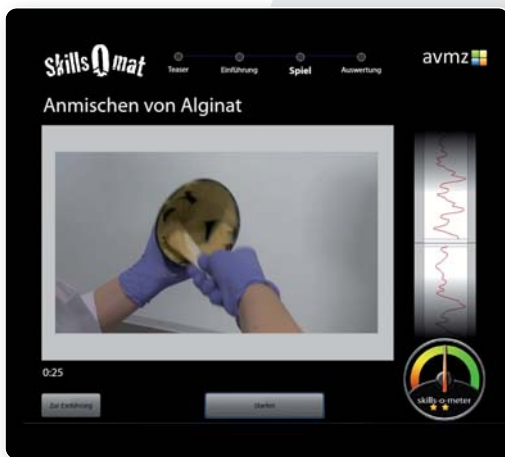 Skills-O-mat
Teaser
Einführung
Spiel
Auswertung
avmz
Anmischen von Alginat
0:25
Zur Einführung
Starten
skills-o-meter